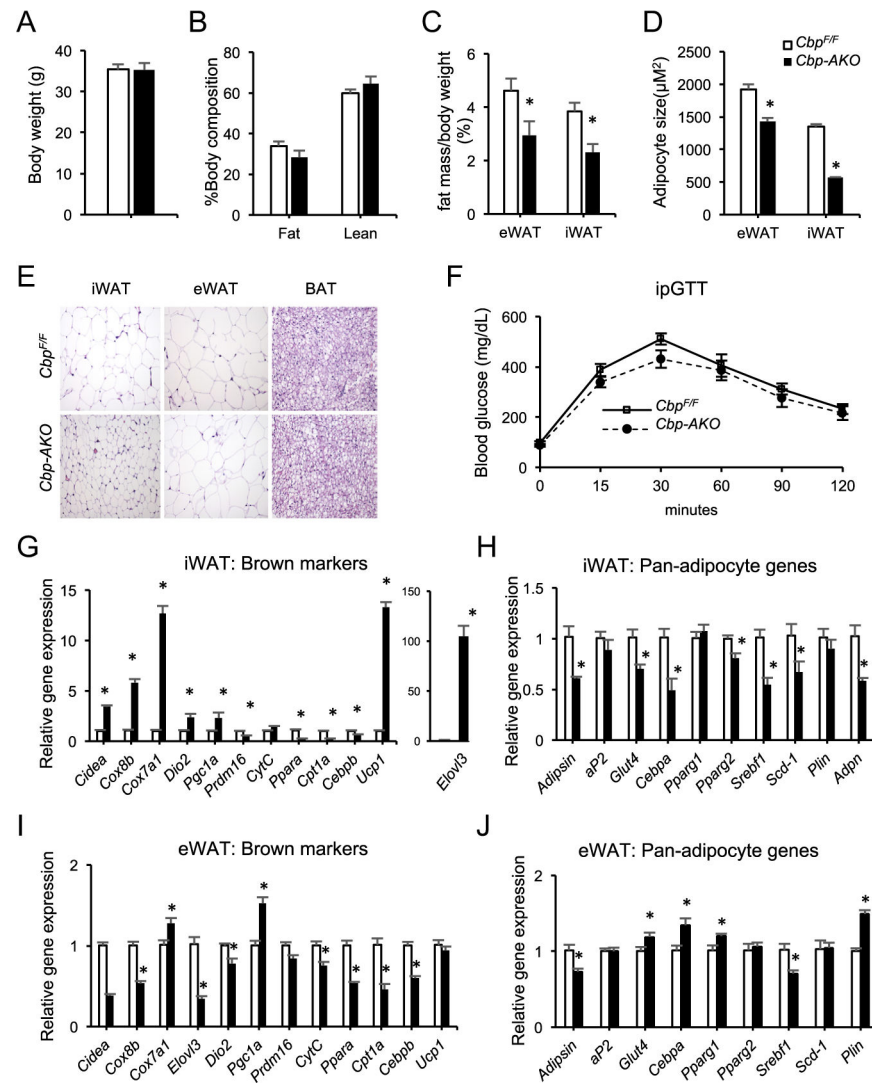 A
Body weight (g)
40
30
20
10
0
B
%Body composition
80
60
40
20
0
Fat Lean
C
fat mass/body weight
(%)
6
4
2
0
* *
eWAT iWAT
D
Adipocyte size(µM²)
2500
2000
1500
1000
500
0
* *
eWAT iWAT
Cbp^F/F
Cbp-AKO
E
iWAT eWAT BAT
Cbp^F/F
Cbp-AKO
F
ipGTT
Blood glucose (mg/dL)
600
400
200
0
Cbp^F/F
Cbp-AKO
0 15 30 60 90 120
minutes
G
iWAT: Brown markers
Relative gene expression
15
10
5
0
* * * * * * * * * *
Cidea Cox8b Cox7a1 Dio2 Pgc1a Prdm16 CytC Ppara Cpt1a Cebpb Ucp1
150
100
50
0
*
Elovl3
H
iWAT: Pan-adipocyte genes
Relative gene expression
1.5
1
0.5
0
* * * * * * *
Adipsin aP2 Glut4 Cebpa Pparg1 Pparg2 Srebf1 Scd-1 Plin Adpn
I
eWAT: Brown markers
Relative gene expression
2
1
0
* * * * * * * * *
Cidea Cox8b Cox7a1 Elovl3 Dio2 Pgc1a Prdm16 CytC Ppara Cpt1a Cebpb Ucp1
J
eWAT: Pan-adipocyte genes
Relative gene expression
2
1
0
* * * * * *
Adipsin aP2 Glut4 Cebpa Pparg1 Pparg2 Srebf1 Scd-1 Plin